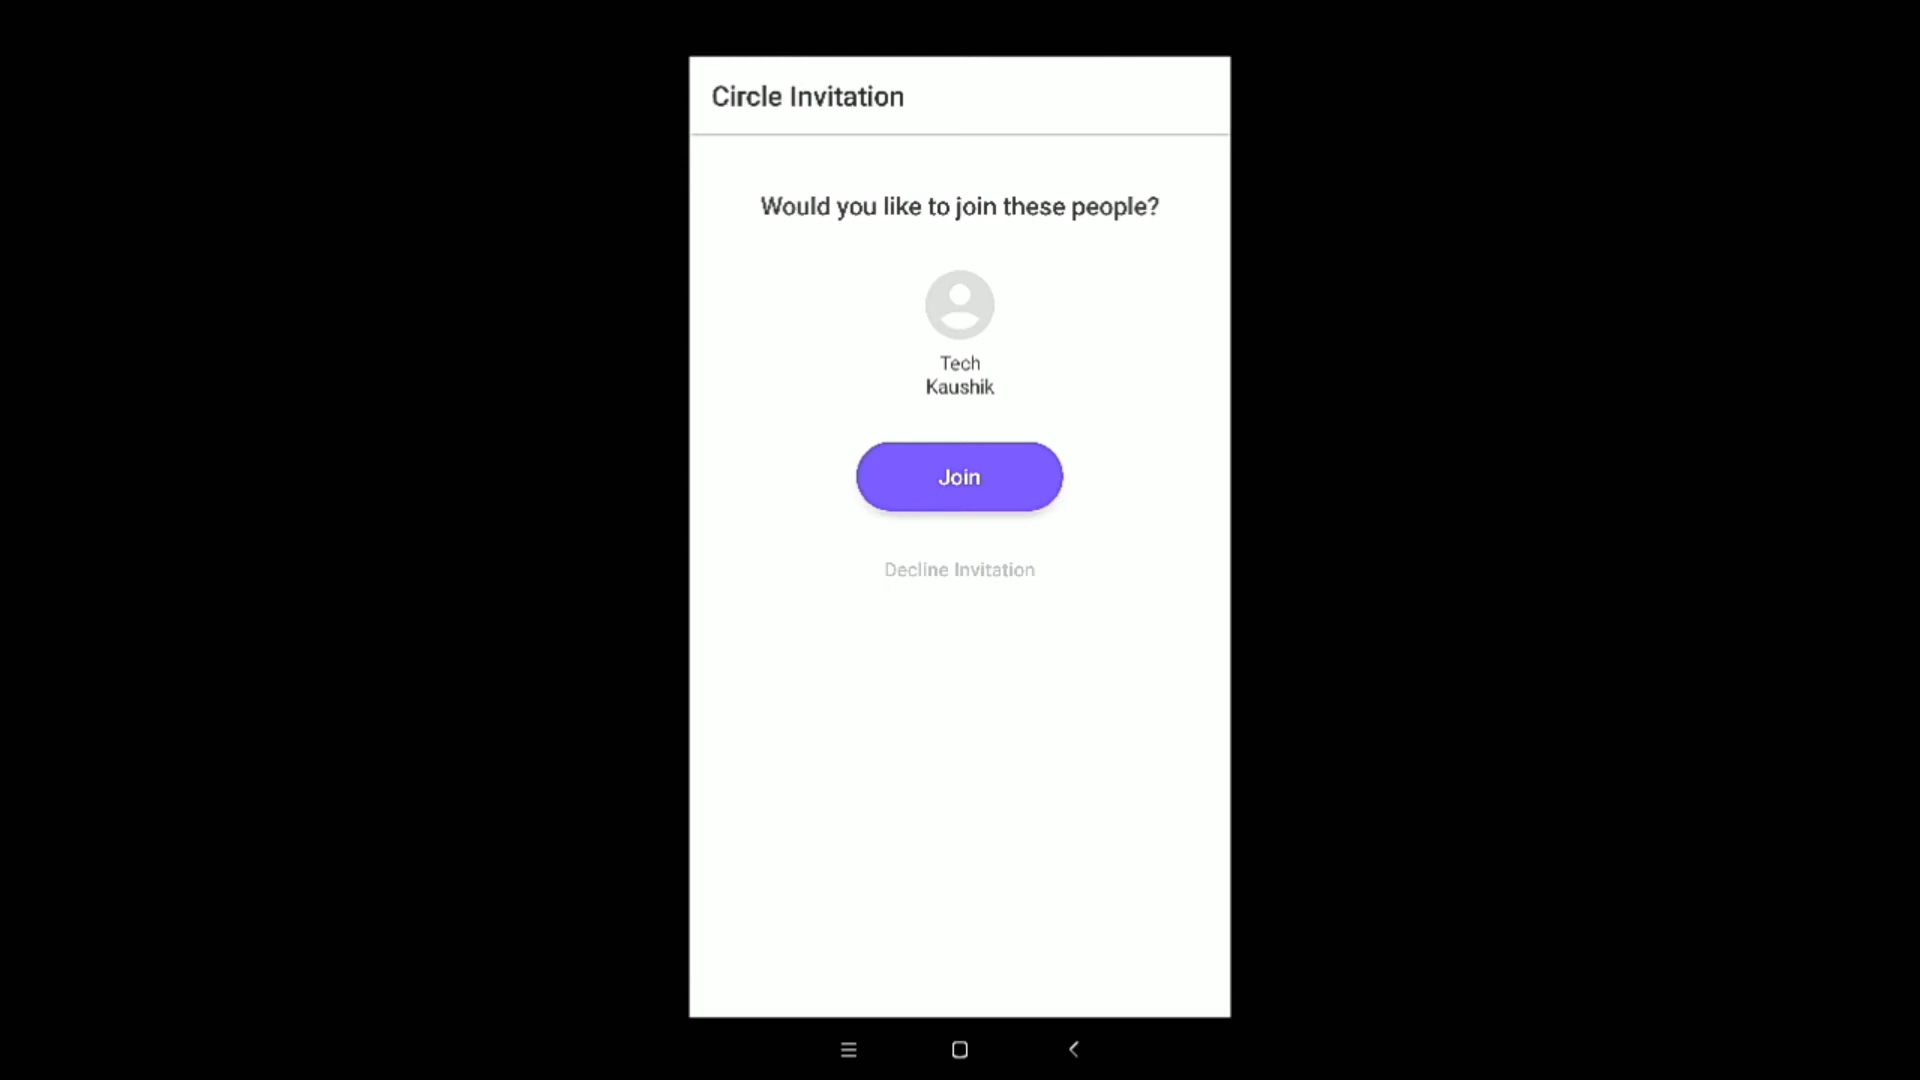 Circle Invitation
Would you like to join these people?
Tech
Kaushik
Join
Decline Invitation